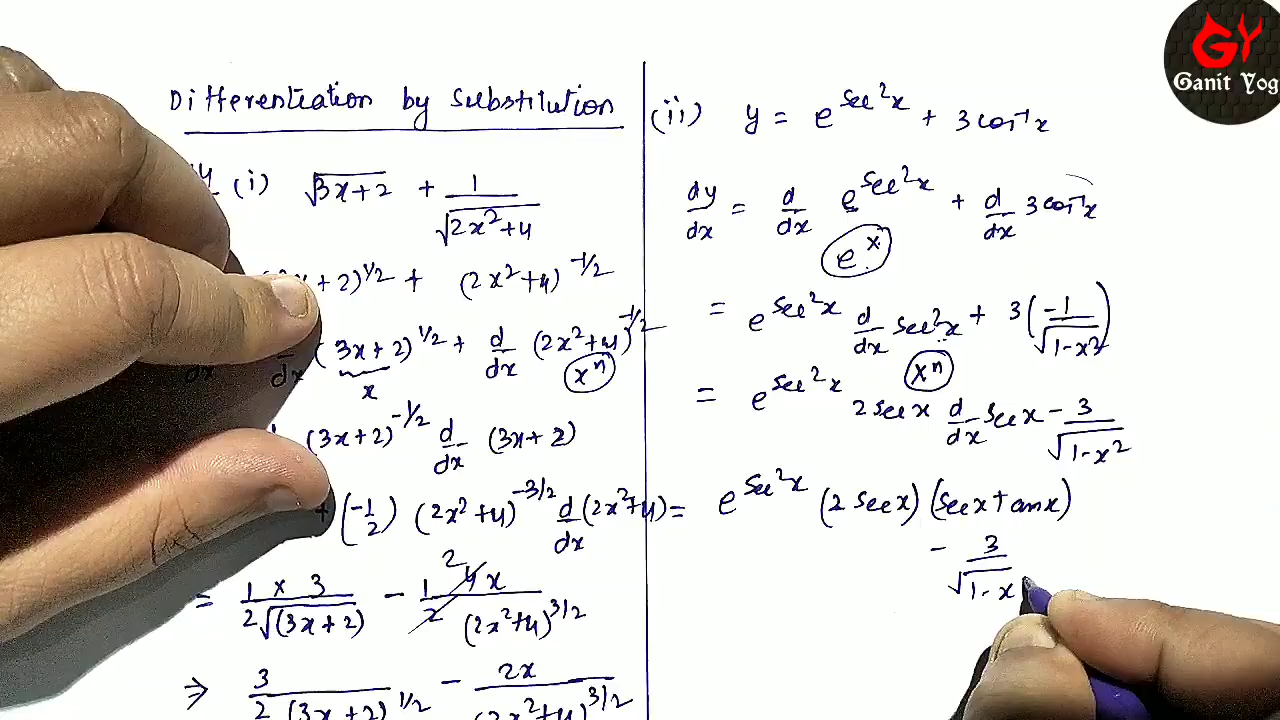 Differentiation by Substitution
(i) √3x+2 + 1/√2x²+4
+2)^1/2 + (2x²+4)^-1/2
d/dx (3x+2)^1/2 + d/dx (2x²+4)^-1/2
x xⁿ
(3x+2)^-1/2 d/dx (3x+2)
+ (-1/2) (2x²+4)^-3/2 d/dx (2x²+4)
= 1 × 3/2√(3x+2) - 1/2 4x/(2x²+4)^3/2 2
⇒ 3/2 (3x+2)^1/2 - 2x/(2x²+4)^3/2
(ii) y = e^sec²x + 3cos⁻¹x
dy/dx = d/dx e^sec²x + d/dx 3cos⁻¹x
e^x
= e^sec²x d/dx sec²x + 3(-1/√1-x²)
xⁿ
= e^sec²x 2secx d/dx secx - 3/√1-x²
= e^sec²x (2secx) (secxtanx)
- 3/√1-x
GY
Ganit Yog